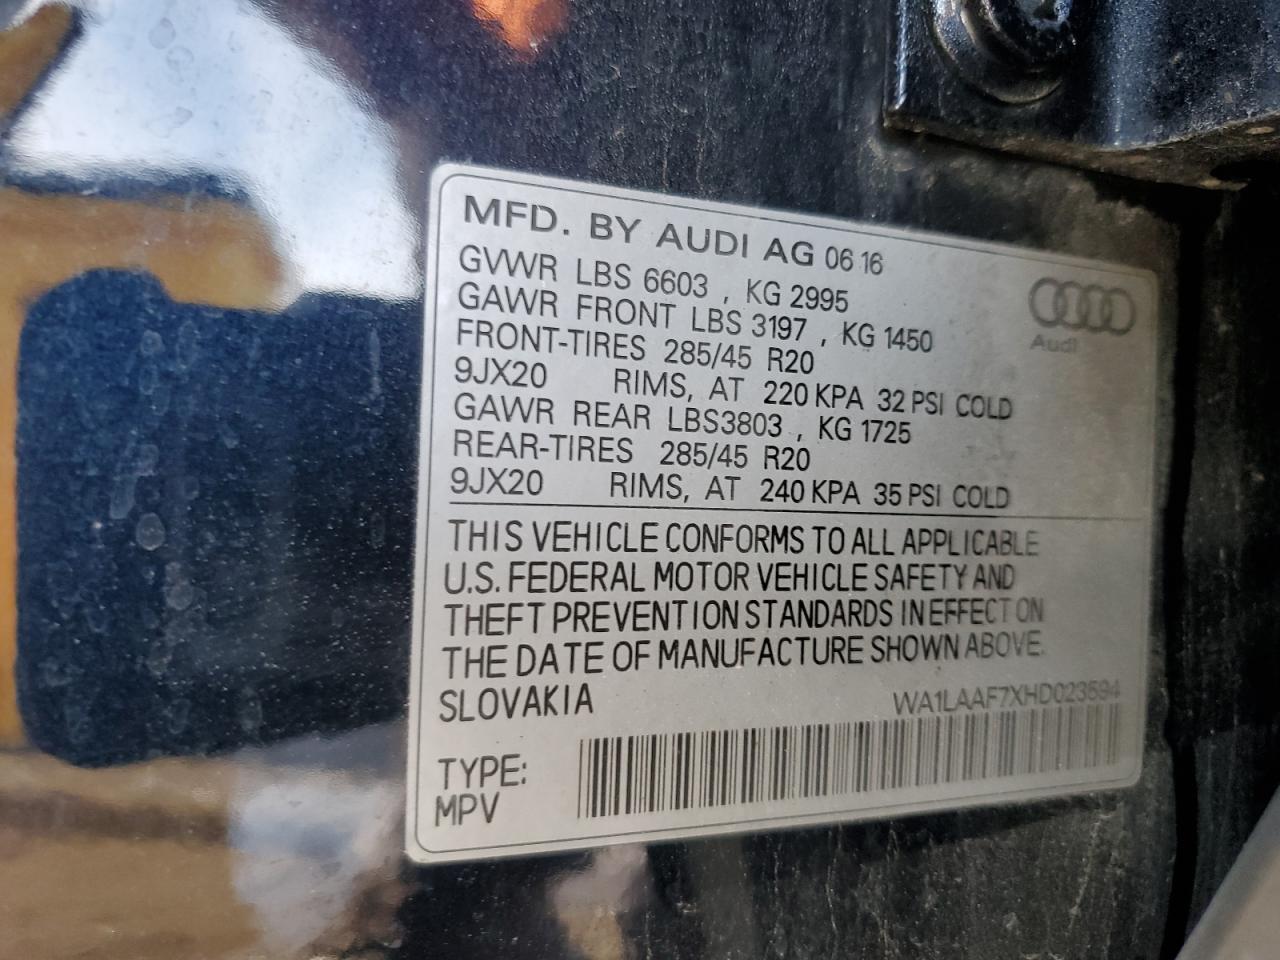 MFD. BY AUDI AG 06 16
GVWR LBS 6603 , KG 2995
GAWR FRONT LBS 3197 , KG 1450
FRONT-TIRES 285/45 R20
9JX20 RIMS, AT 220 KPA 32 PSI COLD
GAWR REAR LBS3803 , KG 1725
REAR-TIRES 285/45 R20
9JX20 RIMS, AT 240 KPA 35 PSI COLD
Audi
THIS VEHICLE CONFORMS TO ALL APPLICABLE
U.S. FEDERAL MOTOR VEHICLE SAFETY AND
THEFT PREVENTION STANDARDS IN EFFECT ON
THE DATE OF MANUFACTURE SHOWN ABOVE.
SLOVAKIA WA1LAAF7XHD023594
TYPE:
MPV